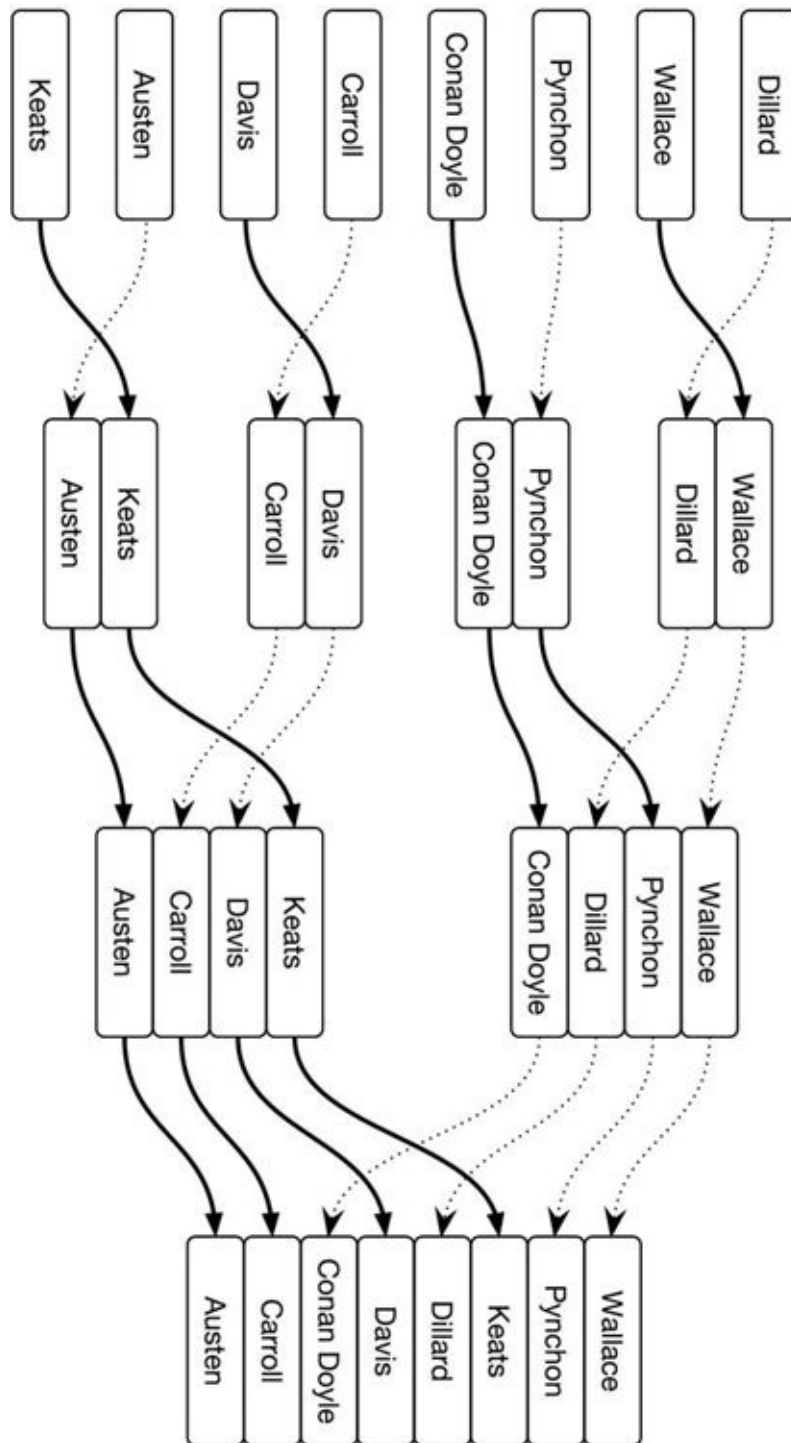 Keats
Austen
Davis
Carroll
Conan Doyle
Pynchon
Wallace
Dillard
Austen
Keats
Carroll
Davis
Conan Doyle
Pynchon
Dillard
Wallace
Austen
Carroll
Davis
Keats
Conan Doyle
Dillard
Pynchon
Wallace
Austen
Carroll
Conan Doyle
Davis
Dillard
Keats
Pynchon
Wallace